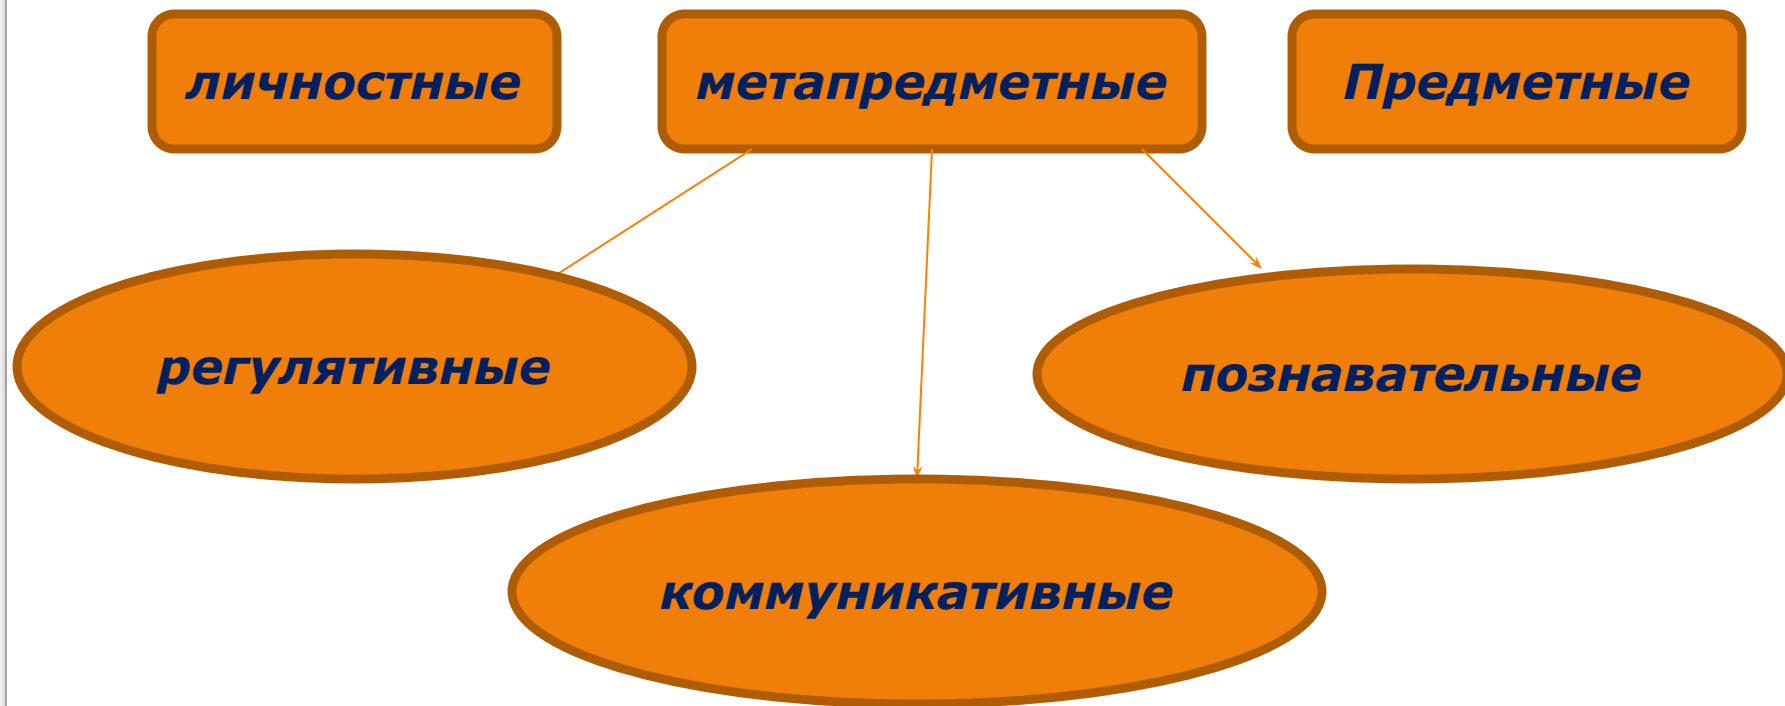 личностные
метапредметные
Предметные
регулятивные
познавательные
коммуникативные